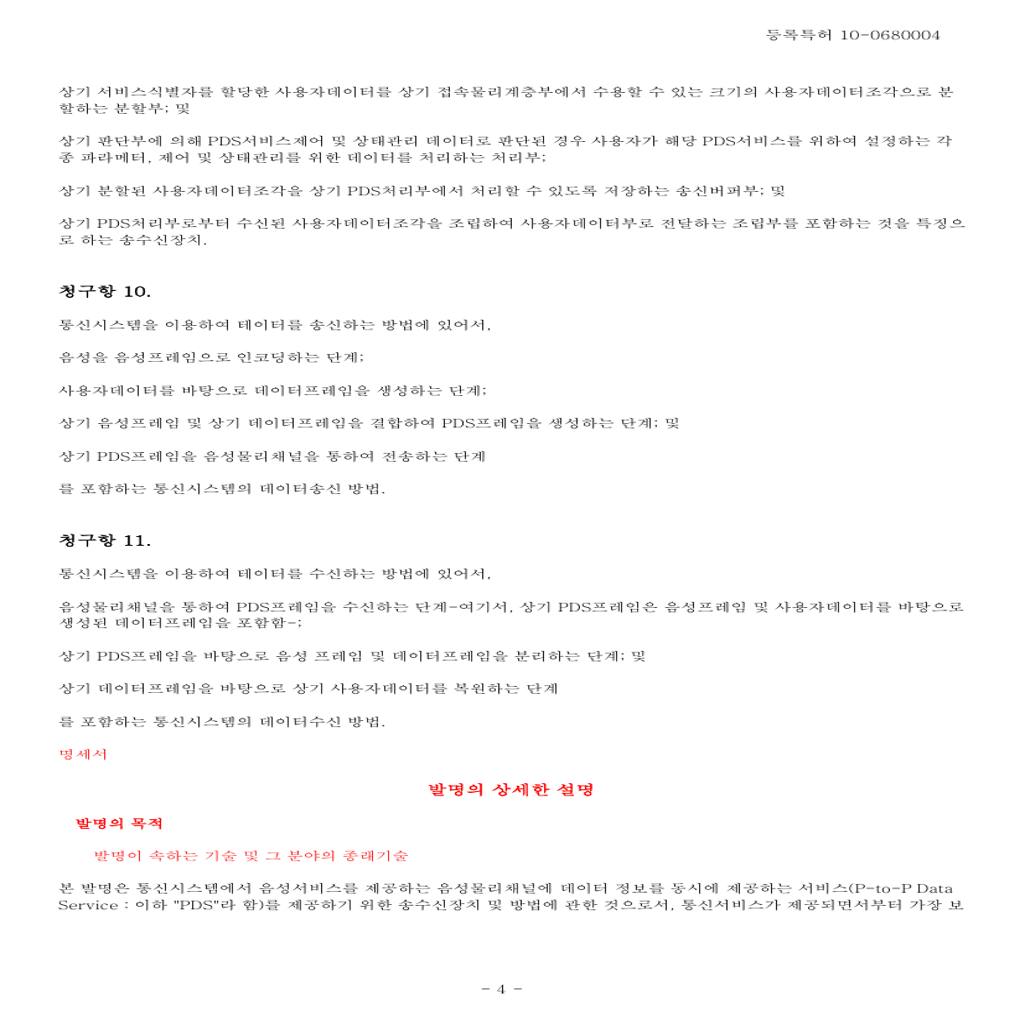 등록특허 10-0680004
상기 서비스식별자를 할당한 사용자데이터를 상기 접속물리계층부에서 수용할 수 있는 크기의 사용자데이터조각으로 분
할하는 분할부; 및
상기 판단부에 의해 PDS서비스제어 및 상태관리 데이터로 판단된 경우 사용자가 해당 PDS서비스를 위하여 설정하는 각
종 파라메터, 제어 및 상태관리를 위한 데이터를 처리하는 처리부;
상기 분할된 사용자데이터조각을 상기 PDS처리부에서 처리할 수 있도록 저장하는 송신버퍼부; 및
상기 PDS처리부로부터 수신된 사용자데이터조각을 조립하여 사용자데이터부로 전달하는 조립부를 포함하는 것을 특징으
로 하는 송수신장치.
청구항 10.
통신시스템을 이용하여 테이터를 송신하는 방법에 있어서,
음성을 음성프레임으로 인코딩하는 단계;
사용자데이터를 바탕으로 데이터프레임을 생성하는 단계;
상기 음성프레임 및 상기 데이터프레임을 결합하여 PDS프레임을 생성하는 단계; 및
상기 PDS프레임을 음성물리채널을 통하여 전송하는 단계
를 포함하는 통신시스템의 데이터송신 방법.
청구항 11.
통신시스템을 이용하여 테이터를 수신하는 방법에 있어서,
음성물리채널을 통하여 PDS프레임을 수신하는 단계-여기서, 상기 PDS프레임은 음성프레임 및 사용자데이터를 바탕으로
생성된 데이터프레임을 포함함-;
상기 PDS프레임을 바탕으로 음성 프레임 및 데이터프레임을 분리하는 단계; 및
상기 데이터프레임을 바탕으로 상기 사용자데이터를 복원하는 단계
를 포함하는 통신시스템의 데이터수신 방법.
명세서
발명의 상세한 설명
발명의 목적
발명이 속하는 기술 및 그 분야의 종래기술
본 발명은 통신시스템에서 음성서비스를 제공하는 음성물리채널에 데이터 정보를 동시에 제공하는 서비스(P-to-P Data
Service : 이하 "PDS"라 함)를 제공하기 위한 송수신장치 및 방법에 관한 것으로서, 통신서비스가 제공되면서부터 가장 보
- 4 -